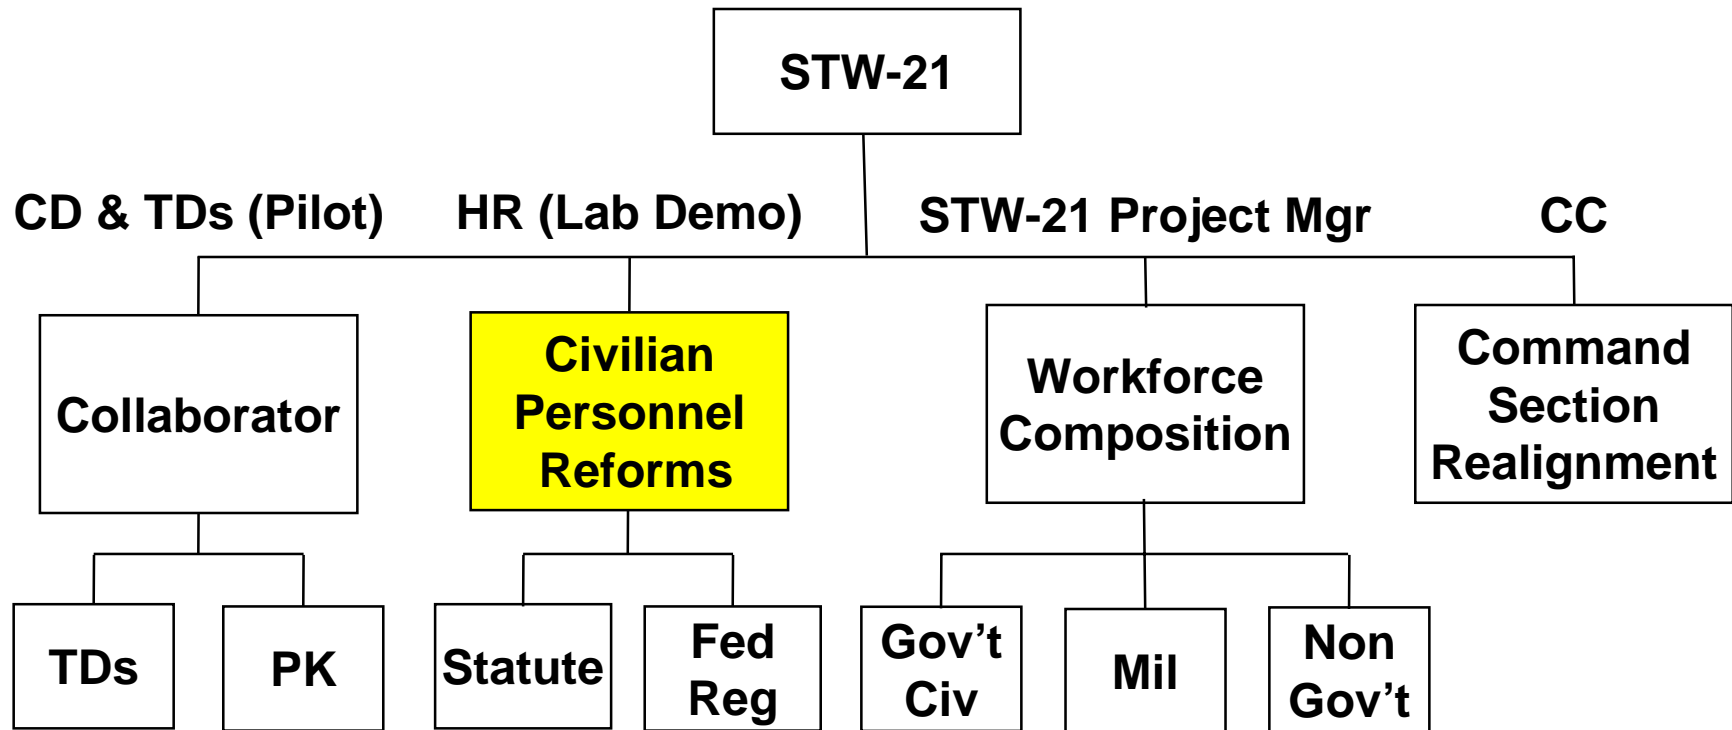 STW-21
CD & TDs (Pilot)
HR (Lab Demo)
STW-21 Project Mgr
CC
Collaborator
Civilian
Personnel
Reforms
Workforce
Composition
Command
Section
Realignment
TDs
PK
Statute
Fed
Reg
Gov’t
Civ
Mil
Non
Gov’t